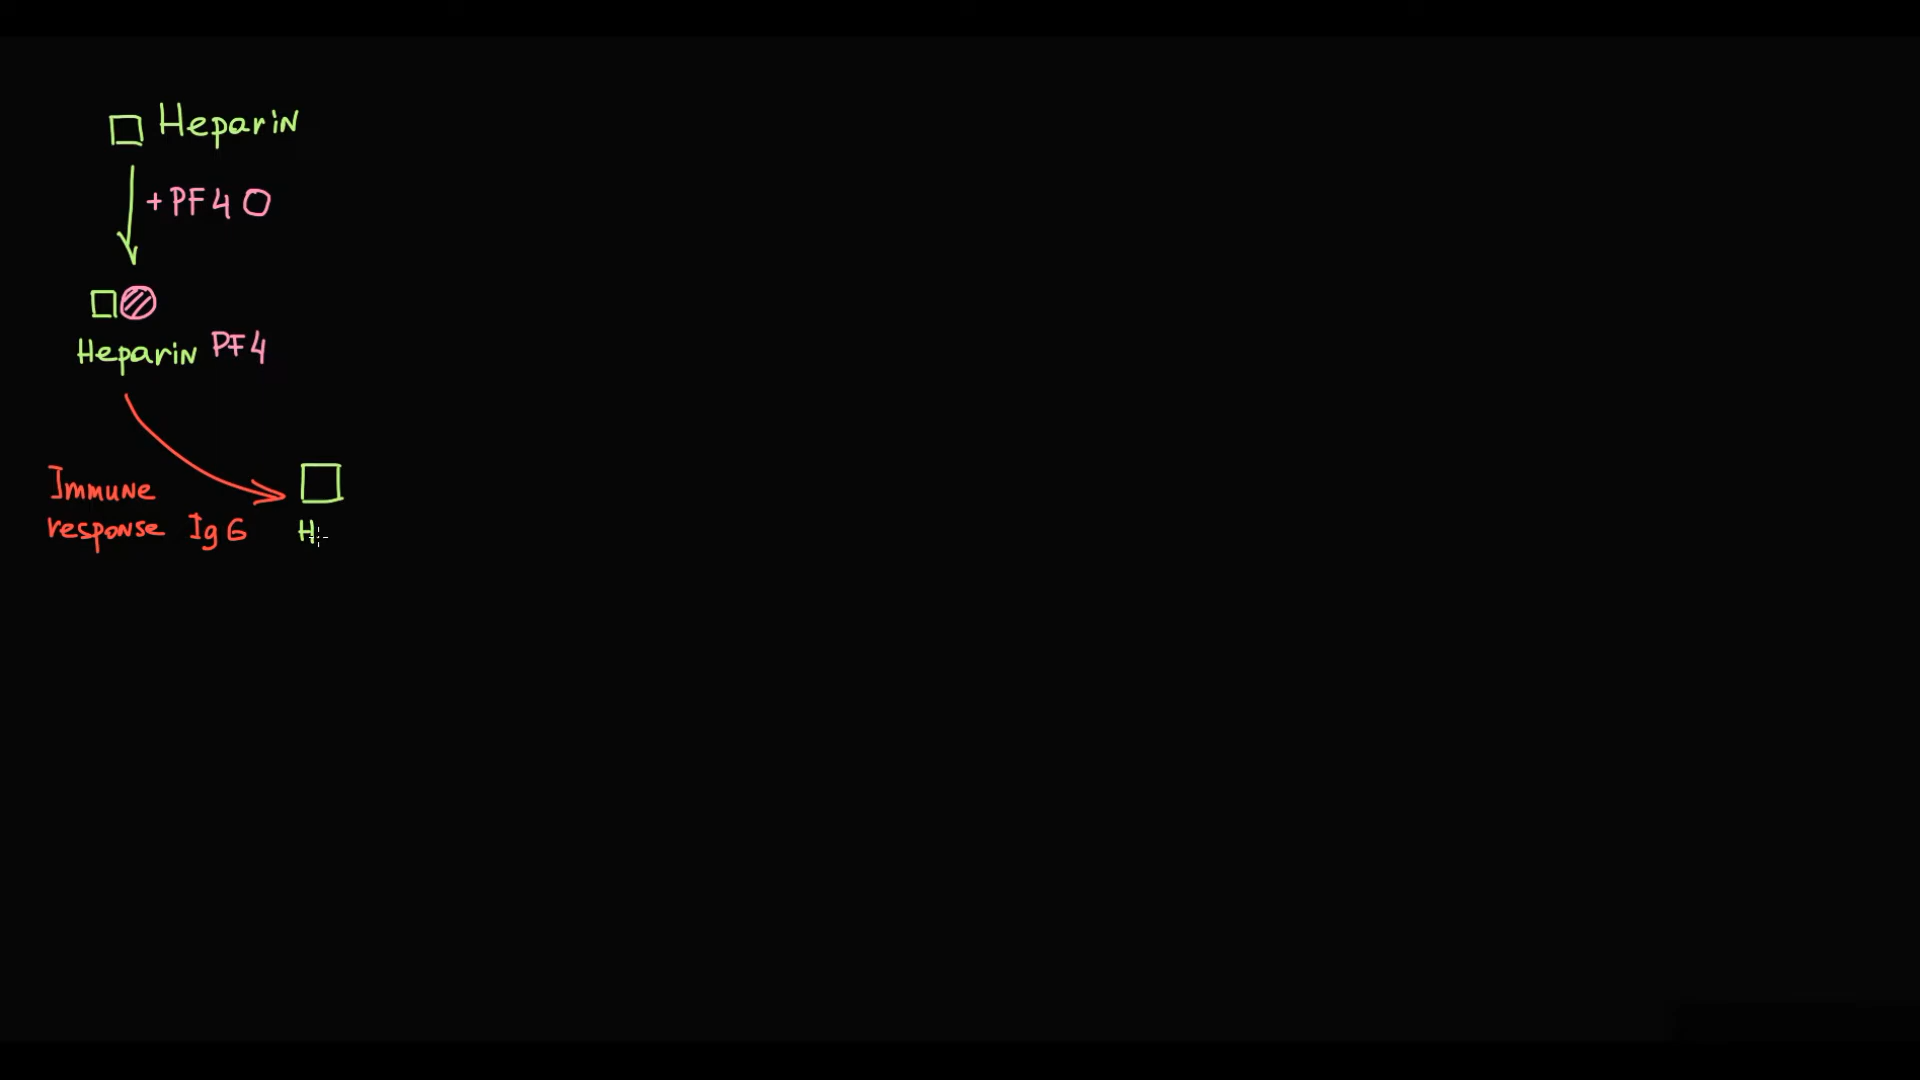 Heparin
+ PF4
Heparin PF4
Immune
response IgG
H